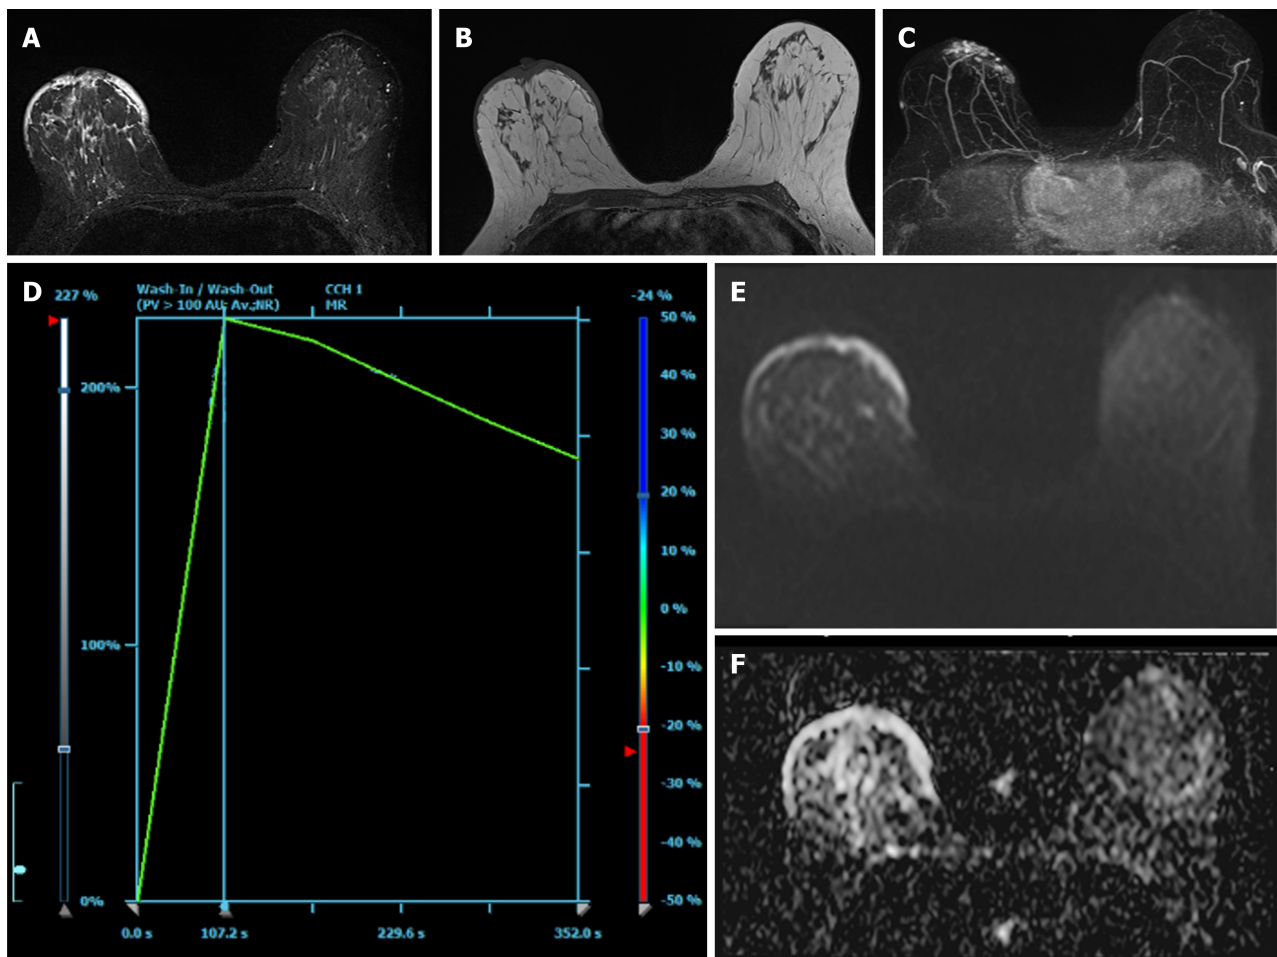 A
B
C
D
227 %
Wash-In / Wash-Out
(PV > 100 AU; Av.;NR)
CCH 1
MR
-24 %
200%
100%
0%
0.0 s
107.2 s
229.6 s
352.0 s
50 %
40 %
30 %
20 %
10 %
0 %
-10 %
-20 %
-30 %
-40 %
-50 %
E
F